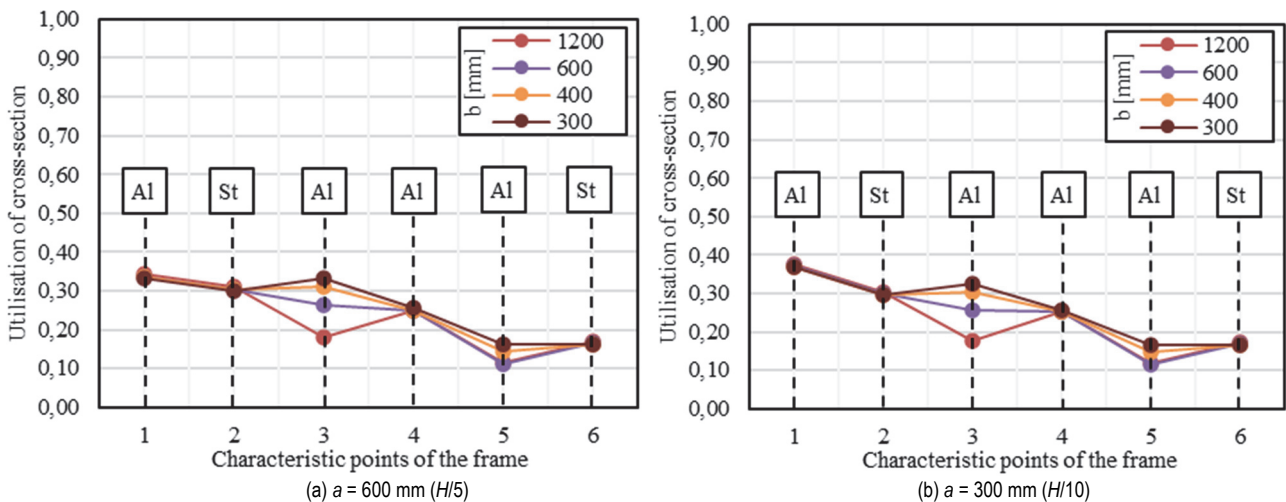 1,00
0,90
0,80
0,70
0,60
0,50
0,40
0,30
0,20
0,10
0,00
Utilisation of cross-section
b [mm]
1200
600
400
300
Al St Al Al Al St
1 2 3 4 5 6
Characteristic points of the frame
(a) a = 600 mm (H/5)
1,00
0,90
0,80
0,70
0,60
0,50
0,40
0,30
0,20
0,10
0,00
Utilisation of cross-section
b [mm]
1200
600
400
300
Al St Al Al Al St
1 2 3 4 5 6
Characteristic points of the frame
(b) a = 300 mm (H/10)